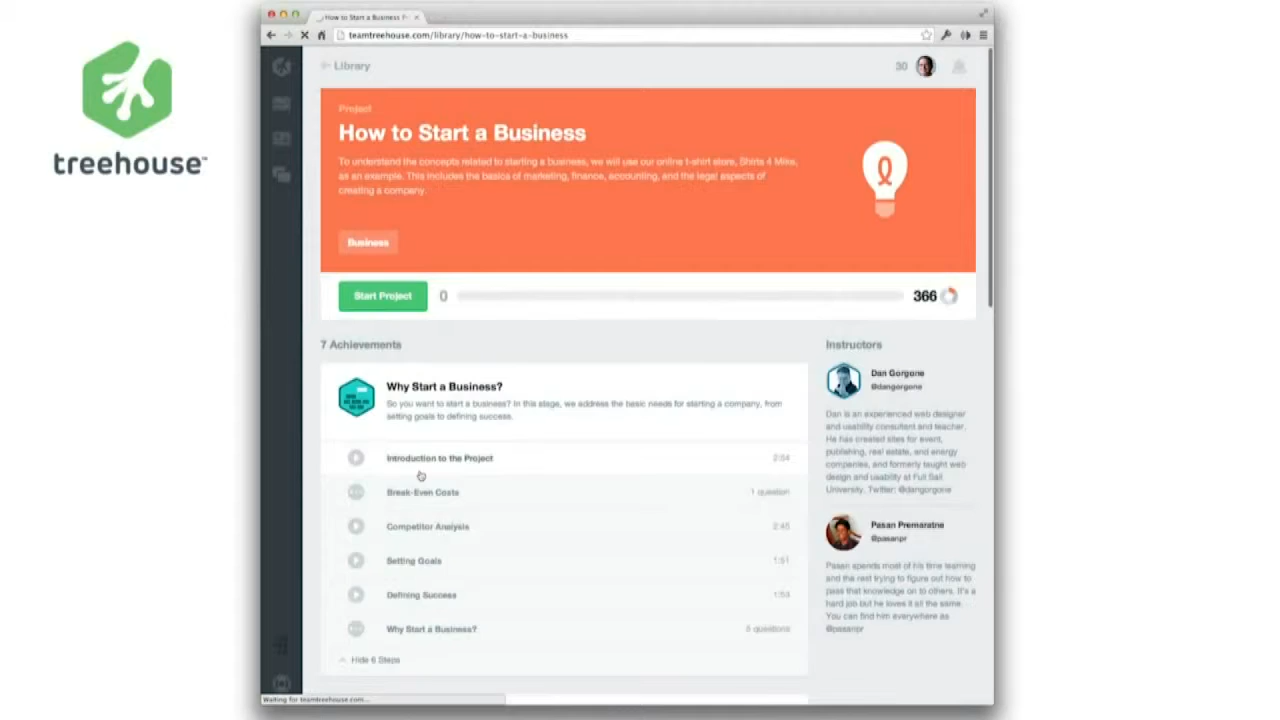 How to Start a Business P
teamtreehouse.com/library/how-to-start-a-business
treehouse™
Library
30
Project
How to Start a Business
To understand the concepts related to starting a business, we will use our online t-shirt store, Shirts 4 Mike,
as an example. This includes the basics of marketing, finance, accounting, and the legal aspects of
creating a company.
Business
Start Project
0
366
7 Achievements
Why Start a Business?
So you want to start a business? In this stage, we address the basic needs for starting a company, from
setting goals to defining success.
Introduction to the Project
2:54
Break-Even Costs
1 question
Competitor Analysis
2:45
Setting Goals
1:51
Defining Success
1:53
Why Start a Business?
5 questions
Hide 6 Steps
Instructors
Dan Gorgone
@dangorgone
Dan is an experienced web designer
and usability consultant and teacher.
He has created sites for event,
publishing, real estate, and energy
companies, and formerly taught web
design and usability at Full Sail
University. Twitter: @dangorgone
Pasan Premaratne
@pasanpr
Pasan spends most of his time learning
and the rest trying to figure out how to
pass that knowledge on to others. It's a
hard job but he loves it all the same.
You can find him everywhere as
@pasanpr
Waiting for teamtreehouse.com...